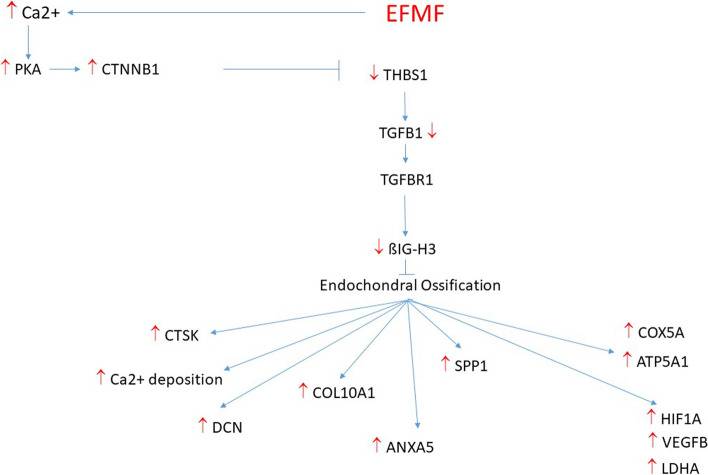 EFMF
↑ Ca2+
↑ PKA
↑ CTNNB1
↓ THBS1
TGFB1 ↓
TGFBR1
↓ ßIG-H3
Endochondral Ossification
↑ CTSK
↑ COX5A
↑ SPP1
↑ ATP5A1
↑ Ca2+ deposition
↑ COL10A1
↑ DCN
↑ HIF1A
↑ ANXA5
↑ VEGFB
↑ LDHA